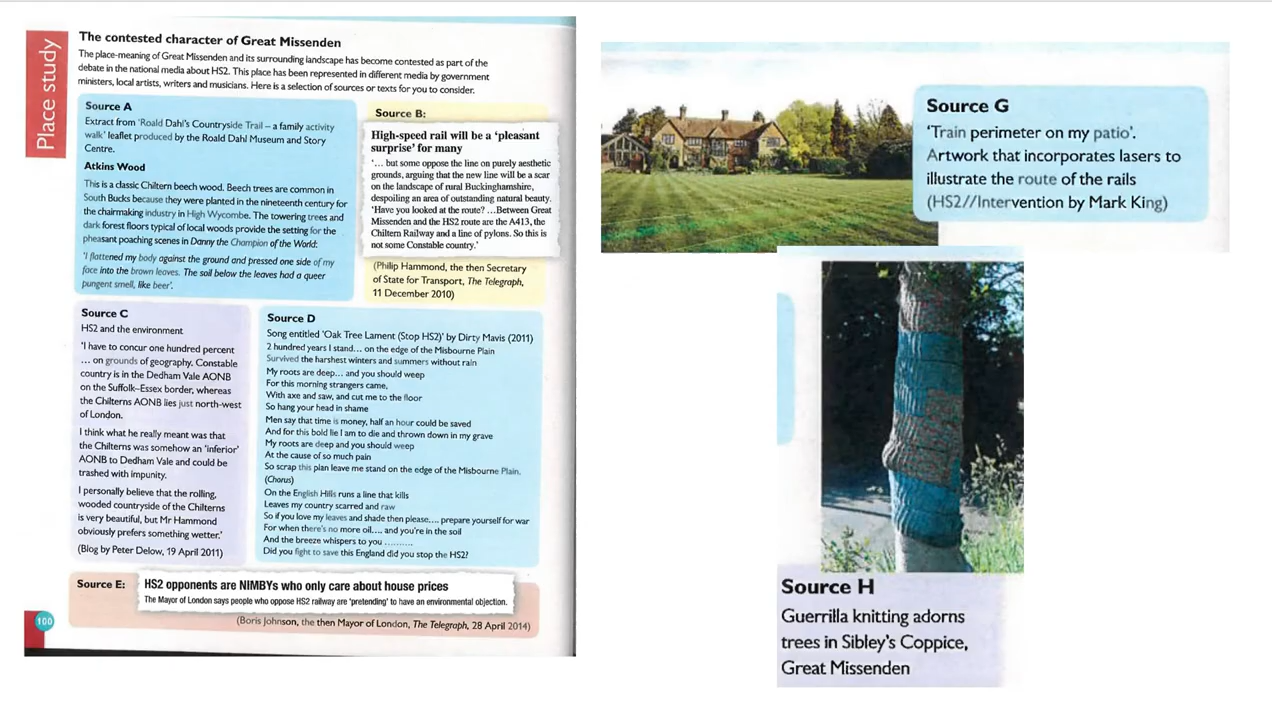 Place study
The contested character of Great Missenden
The place-meaning of Great Missenden and its surrounding landscape has become contested as part of the
debate in the national media about HS2. This place has been represented in different media by government
ministers, local artists, writers and musicians. Here is a selection of sources or texts for you to consider.
Source A
Extract from 'Roald Dahl's Countryside Trail – a family activity
walk' leaflet produced by the Roald Dahl Museum and Story
Centre.
Atkins Wood
This is a classic Chiltern beech wood. Beech trees are common in
South Bucks because they were planted in the nineteenth century for
the chairmaking industry in High Wycombe. The towering trees and
dark forest floors typical of local woods provide the setting for the
pheasant poaching scenes in Danny the Champion of the World:
'I flattened my body against the ground and pressed one side of my
face into the brown leaves. The soil below the leaves had a queer
pungent smell, like beer'.
Source B:
High-speed rail will be a 'pleasant
surprise' for many
'... but some oppose the line on purely aesthetic
grounds, arguing that the new line will be a scar
on the landscape of rural Buckinghamshire,
despoiling an area of outstanding natural beauty.
'Have you looked at the route? ...Between Great
Missenden and the HS2 route are the A413, the
Chiltern Railway and a line of pylons. So this is
not some Constable country.'
(Philip Hammond, the then Secretary
of State for Transport, The Telegraph,
11 December 2010)
Source C
HS2 and the environment
'I have to concur one hundred percent
... on grounds of geography. Constable
country is in the Dedham Vale AONB
on the Suffolk–Essex border, whereas
the Chilterns AONB lies just north-west
of London.
I think what he really meant was that
the Chilterns was somehow an 'inferior'
AONB to Dedham Vale and could be
trashed with impunity.
I personally believe that the rolling,
wooded countryside of the Chilterns
is very beautiful, but Mr Hammond
obviously prefers something wetter.'
(Blog by Peter Delow, 19 April 2011)
Source D
Song entitled 'Oak Tree Lament (Stop HS2)' by Dirty Mavis (2011)
2 hundred years I stand... on the edge of the Misbourne Plain
Survived the harshest winters and summers without rain
My roots are deep... and you should weep
For this morning strangers came,
With axe and saw, and cut me to the floor
So hang your head in shame
Men say that time is money, half an hour could be saved
And for this bold lie I am to die and thrown down in my grave
My roots are deep and you should weep
At the cause of so much pain
So scrap this plan leave me stand on the edge of the Misbourne Plain.
(Chorus)
On the English Hills runs a line that kills
Leaves my country scarred and raw
So if you love my leaves and shade then please.... prepare yourself for war
For when there's no more oil.... and you're in the soil
And the breeze whispers to you ..........
Did you fight to save this England did you stop the HS2?
Source E:
HS2 opponents are NIMBYs who only care about house prices
The Mayor of London says people who oppose HS2 railway are 'pretending' to have an environmental objection.
(Boris Johnson, the then Mayor of London, The Telegraph, 28 April 2014)
100
Source G
'Train perimeter on my patio'.
Artwork that incorporates lasers to
illustrate the route of the rails
(HS2//Intervention by Mark King)
Source H
Guerrilla knitting adorns
trees in Sibley's Coppice,
Great Missenden